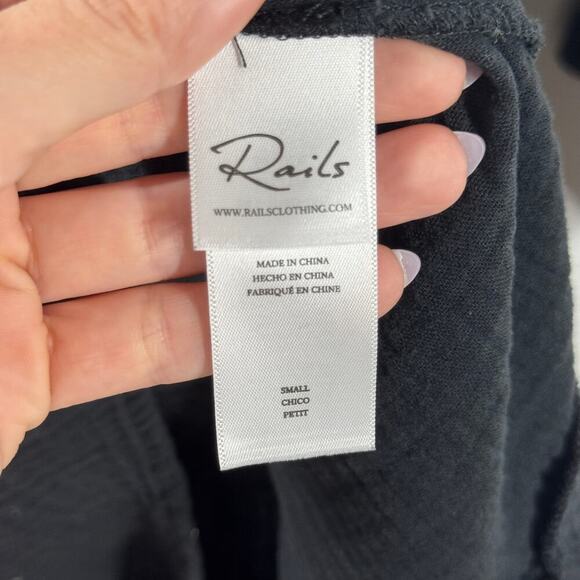 Rails
WWW.RAILSCLOTHING.COM
MADE IN CHINA
HECHO EN CHINA
FABRIQUÉ EN CHINE
SMALL
CHICO
PETIT